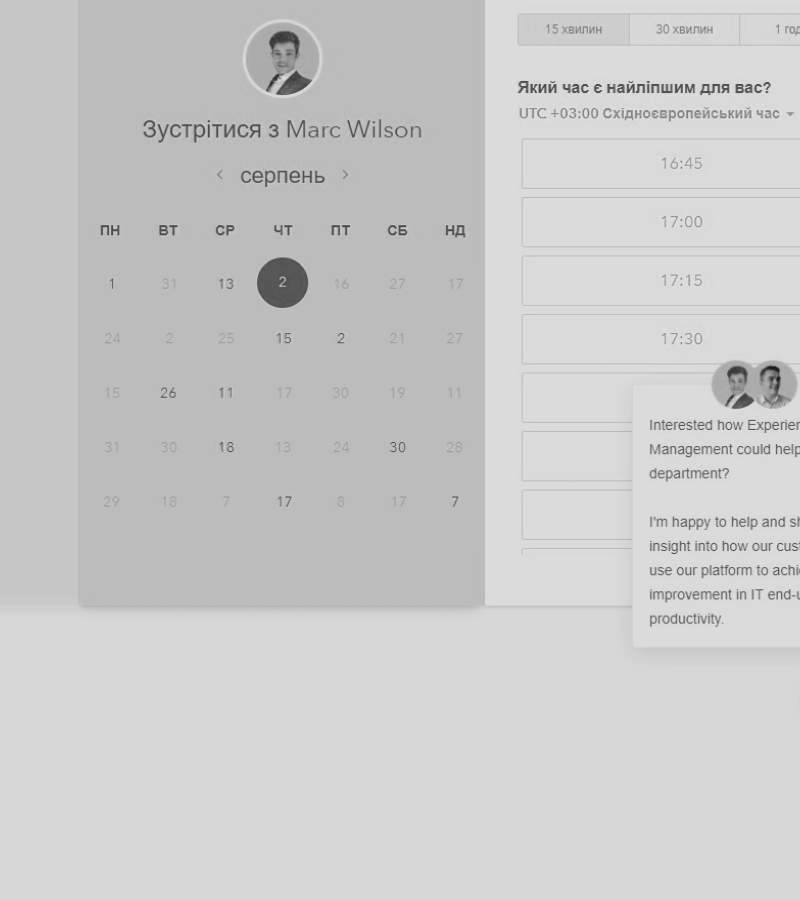 15 хвилин 30 хвилин 1 год
Зустрітися з Marc Wilson
серпень
ПН ВТ СР ЧТ ПТ СБ НД
1 31 13 2 16 27 17
24 2 25 15 2 21 27
15 26 11 17 30 19 11
31 30 18 13 24 30 28
29 18 7 17 8 17 7
Який час є найліпшим для вас?
UTC +03:00 Східноєвропейський час
16:45
17:00
17:15
17:30
Interested how Experien
Management could help
department?
I'm happy to help and sh
insight into how our cust
use our platform to achie
improvement in IT end-u
productivity.